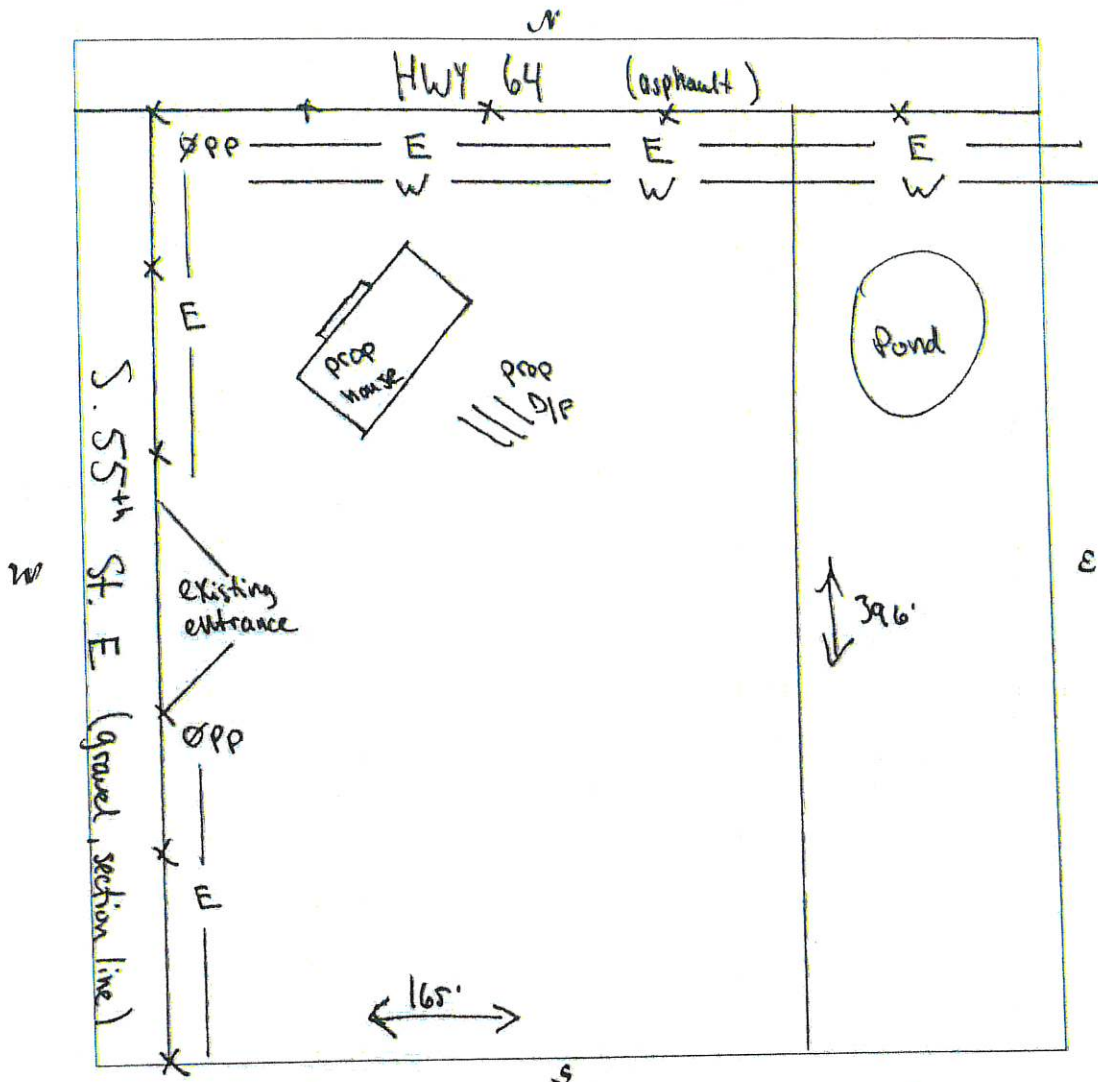 N
HWY 64 (asphault)
ØPP E E E
W W W
E
prop
house
prop
D/F
Pond
S. 55th St. E (gravel, section line)
W
existing
entrance
E
396'
ØPP
E
165'
S